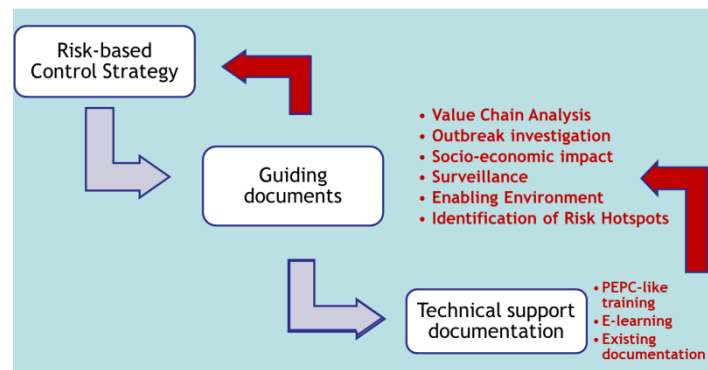 Risk-based
Control Strategy
• Value Chain Analysis
• Outbreak investigation
• Socio-economic impact
• Surveillance
• Enabling Environment
• Identification of Risk Hotspots
Guiding
documents
Technical support
documentation
• PEPC-like
training
• E-learning
• Existing
documentation